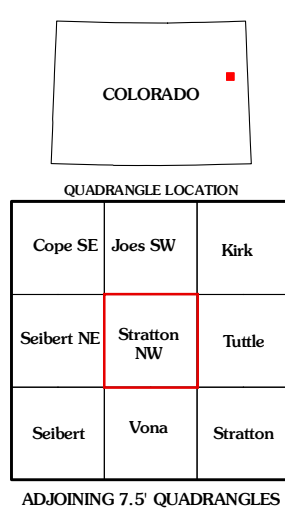 COLORADO
QUADRANGLE LOCATION
Cope SE
Joes SW
Kirk
Seibert NE
Stratton
NW
Tuttle
Seibert
Vona
Stratton
ADJOINING 7.5' QUADRANGLES